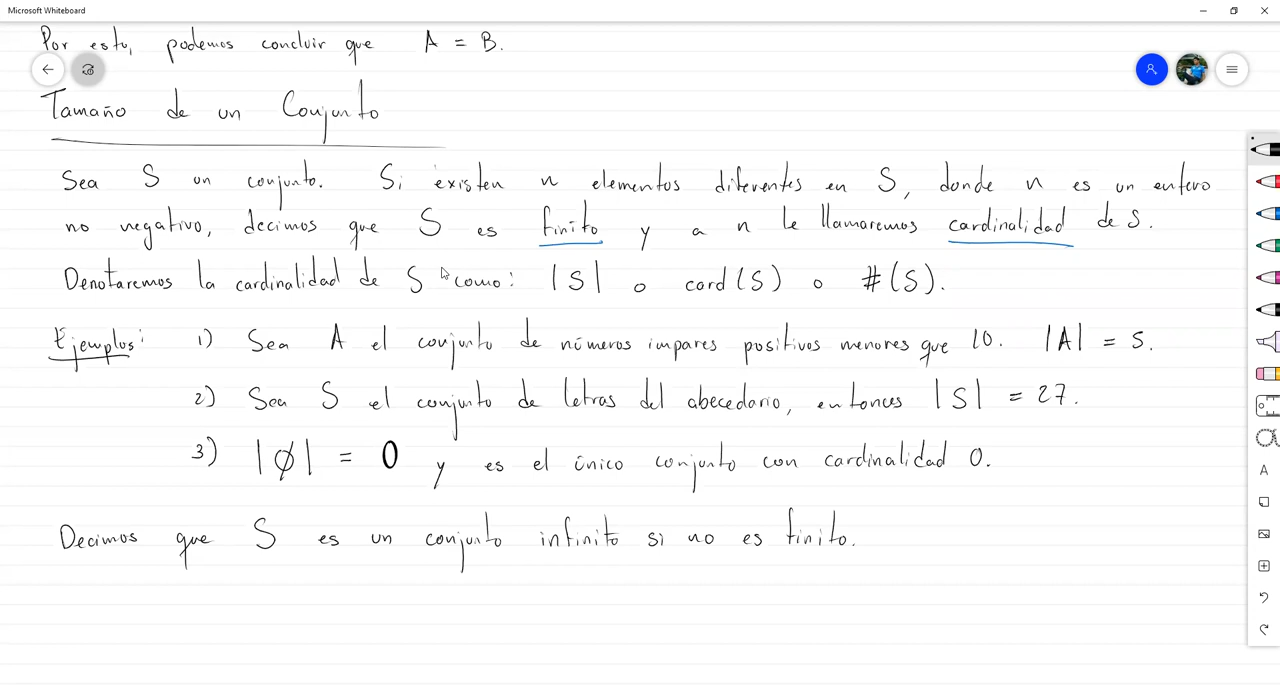 Microsoft Whiteboard
Por esto, podemos concluir que A = B.
Tamaño de un Conjunto
Sea S un conjunto. Si existen n elementos diferentes en S, donde n es un entero
no negativo, decimos que S es finito y a n le llamaremos cardinalidad de S.
Denotaremos la cardinalidad de S como: |S| o card(S) o #(S).
Ejemplos: 1) Sea A el conjunto de números impares positivos menores que 10. |A| = 5.
2) Sea S el conjunto de letras del abecedario, entonces |S| = 27.
3) |∅| = 0 y es el único conjunto con cardinalidad 0.
Decimos que S es un conjunto infinito si no es finito.